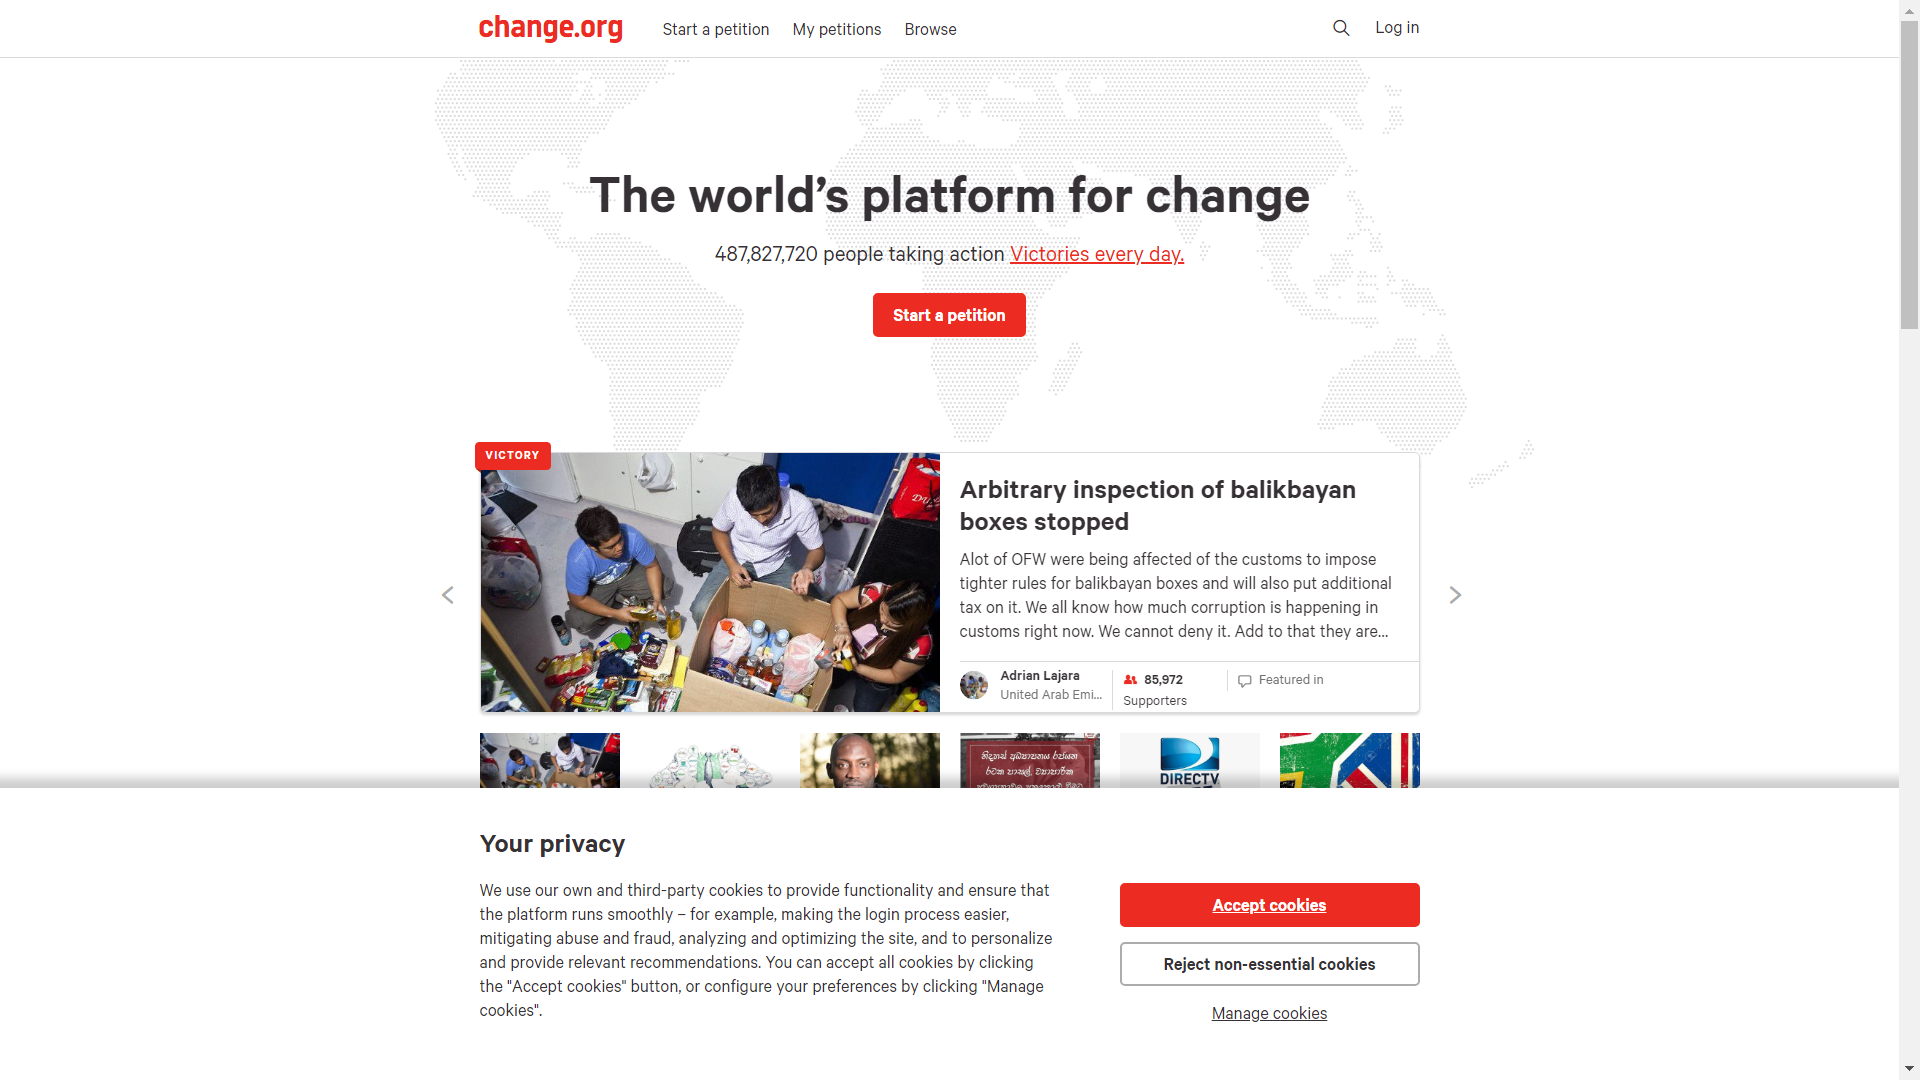 change.org
Start a petition
My petitions
Browse
Log in
The world’s platform for change
487,827,720 people taking action Victories every day.
Start a petition
VICTORY
Arbitrary inspection of balikbayan
boxes stopped
Alot of OFW were being affected of the customs to impose
tighter rules for balikbayan boxes and will also put additional
tax on it. We all know how much corruption is happening in
customs right now. We cannot deny it. Add to that they are...
Adrian Lajara
United Arab Emi...
85,972
Supporters
Featured in
නිදහස් අධ්‍යාපනය රැගෙන
DIRECTV
Your privacy
We use our own and third-party cookies to provide functionality and ensure that
the platform runs smoothly – for example, making the login process easier,
mitigating abuse and fraud, analyzing and optimizing the site, and to personalize
and provide relevant recommendations. You can accept all cookies by clicking
the "Accept cookies" button, or configure your preferences by clicking "Manage
cookies".
Accept cookies
Reject non-essential cookies
Manage cookies